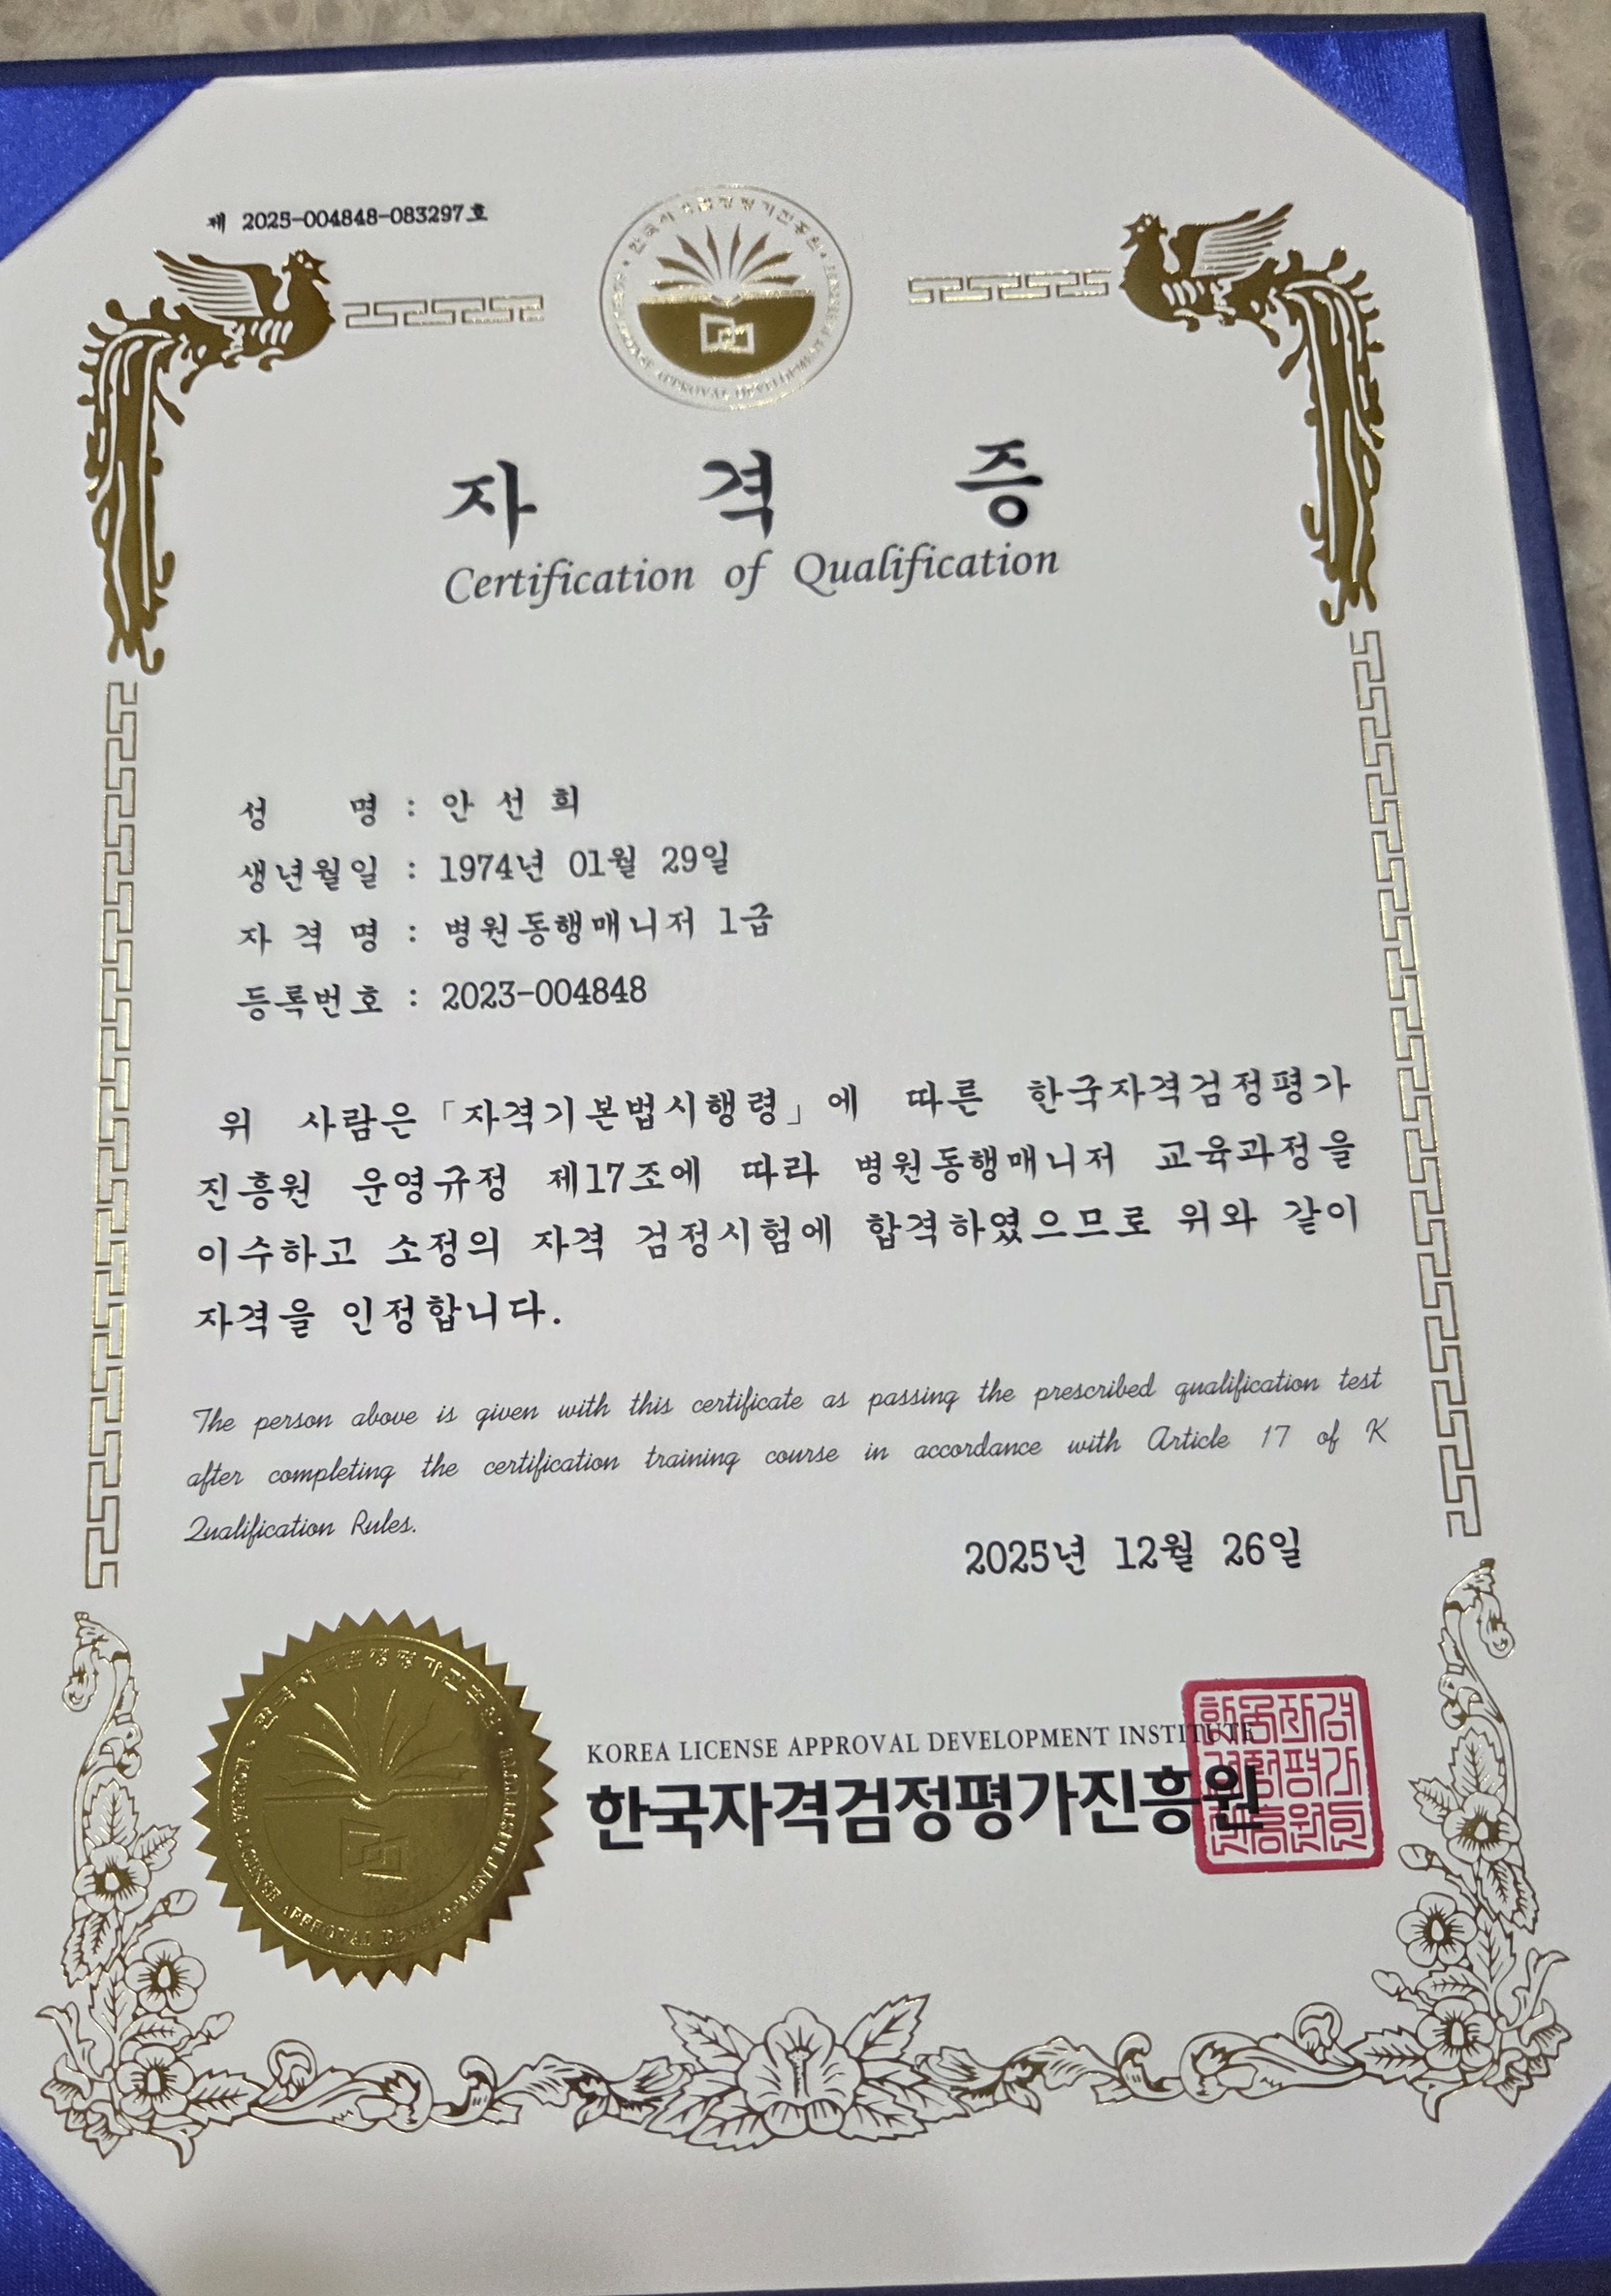 제 2025-004848-083297호
자 격 증
Certification of Qualification
성 명 : 안 선 희
생년월일 : 1974년 01월 29일
자 격 명 : 병원동행매니저 1급
등록번호 : 2023-004848
위 사람은 「자격기본법시행령」에 따른 한국자격검정평가
진흥원 운영규정 제17조에 따라 병원동행매니저 교육과정을
이수하고 소정의 자격 검정시험에 합격하였으므로 위와 같이
자격을 인정합니다.
The person above is given with this certificate as passing the prescribed qualification test
after completing the certification training course in accordance with Article 17 of K
Qualification Rules.
2025년 12월 26일
KOREA LICENSE APPROVAL DEVELOPMENT INSTITUTE
한국자격검정평가진흥원